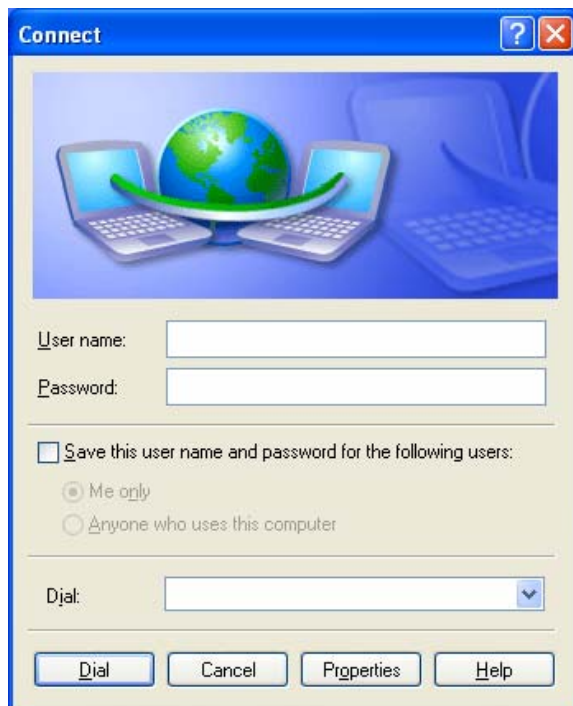 Connect
User name:
Password:
Save this user name and password for the following users:
Me only
Anyone who uses this computer
Dial:
Dial Cancel Properties Help